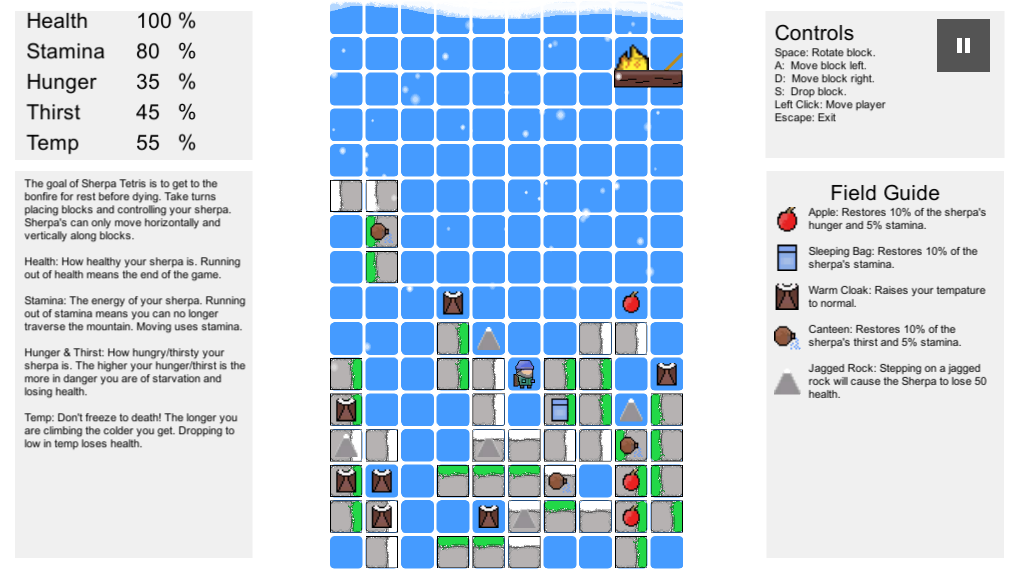 Health 100 %
Stamina 80 %
Hunger 35 %
Thirst 45 %
Temp 55 %
The goal of Sherpa Tetris is to get to the
bonfire for rest before dying. Take turns
placing blocks and controlling your sherpa.
Sherpa's can only move horizontally and
vertically along blocks.
Health: How healthy your sherpa is. Running
out of health means the end of the game.
Stamina: The energy of your sherpa. Running
out of stamina means you can no longer
traverse the mountain. Moving uses stamina.
Hunger & Thirst: How hungry/thirsty your
sherpa is. The higher your hunger/thirst is the
more in danger you are of starvation and
losing health.
Temp: Don't freeze to death! The longer you
are climbing the colder you get. Dropping to
low in temp loses health.
Controls
Space: Rotate block.
A: Move block left.
D: Move block right.
S: Drop block.
Left Click: Move player
Escape: Exit
Field Guide
Apple: Restores 10% of the sherpa's
hunger and 5% stamina.
Sleeping Bag: Restores 10% of the
sherpa's stamina.
Warm Cloak: Raises your tempature
to normal.
Canteen: Restores 10% of the
sherpa's thirst and 5% stamina.
Jagged Rock: Stepping on a jagged
rock will cause the Sherpa to lose 50
health.